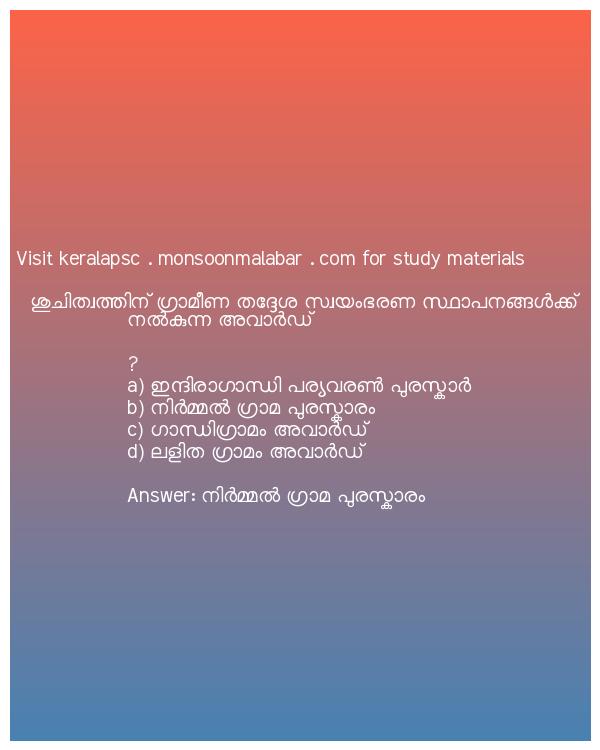 Visit keralapsc . monsoonmalabar . com for study materials
ശുചിത്വത്തിന് ഗ്രാമീണ തദ്ദേശ സ്വയംഭരണ സ്ഥാപനങ്ങൾക്ക്
നൽകുന്ന അവാർഡ്
?
a) ഇന്ദിരാഗാന്ധി പര്യവരൺ പുരസ്കാർ
b) നിർമ്മൽ ഗ്രാമ പുരസ്കാരം
c) ഗാന്ധിഗ്രാമം അവാർഡ്
d) ലളിത ഗ്രാമം അവാർഡ്
Answer: നിർമ്മൽ ഗ്രാമ പുരസ്കാരം